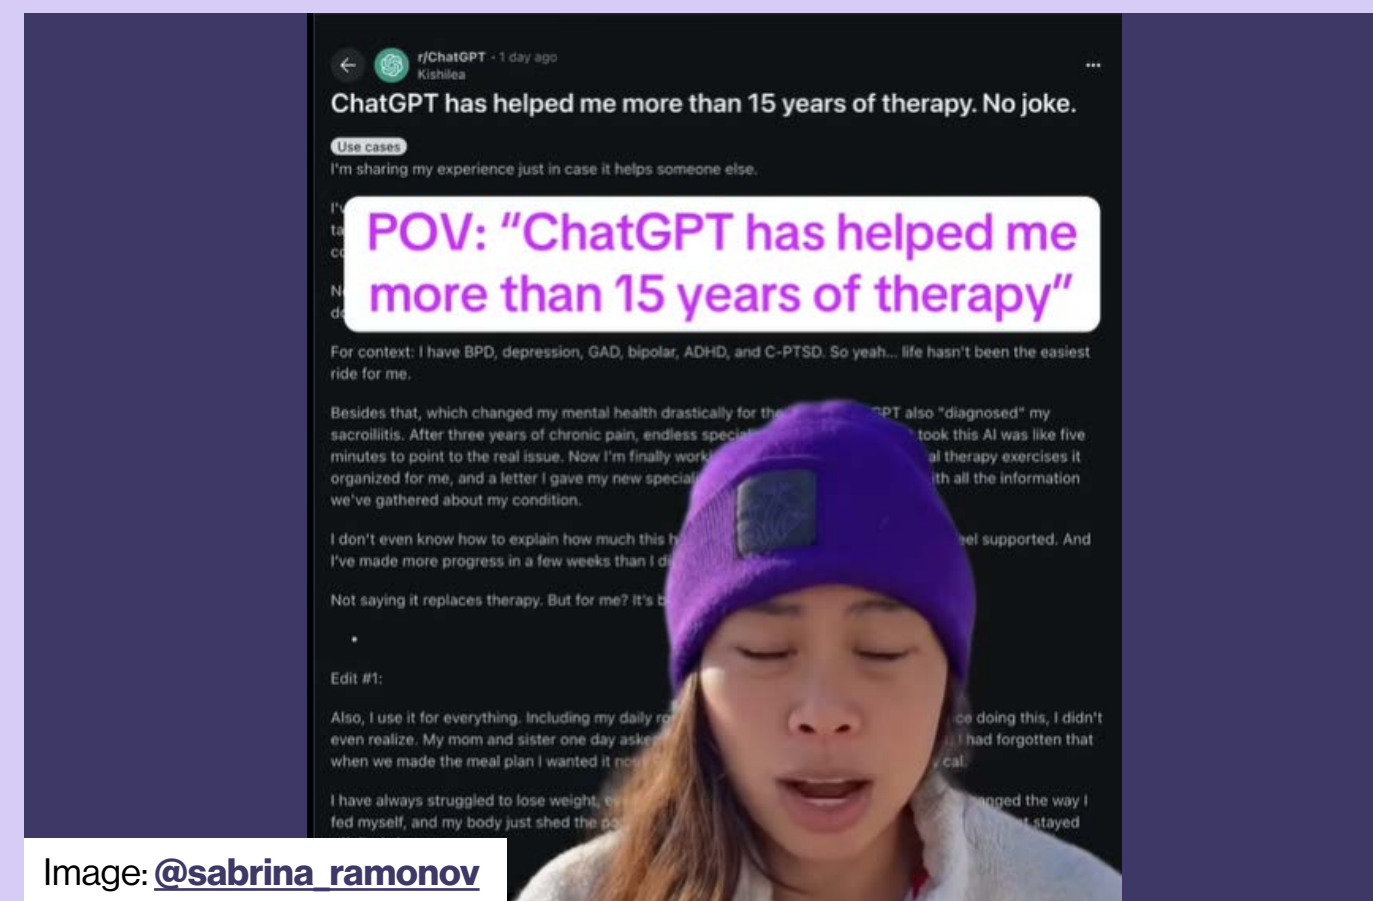 r/ChatGPT · 1 day ago
Kishilea
ChatGPT has helped me more than 15 years of therapy. No joke.
Use cases
I'm sharing my experience just in case it helps someone else.
POV: “ChatGPT has helped me
more than 15 years of therapy”
For context: I have BPD, depression, GAD, bipolar, ADHD, and C-PTSD. So yeah... life hasn't been the easiest
ride for me.
Besides that, which changed my mental health drastically for the also "diagnosed" my
sacroiliitis. After three years of chronic pain, endless took this AI was like five
minutes to point to the real issue. Now I'm finally therapy exercises it
organized for me, and a letter I gave my new all the information
we've gathered about my condition.
I don't even know how to explain how much this supported. And
I've made more progress in a few weeks than I
Not saying it replaces therapy. But for me? It's
Edit #1:
Also, I use it for everything. Including my daily doing this, I didn't
even realize. My mom and sister one day I had forgotten that
when we made the meal plan I wanted it cal.
I have always struggled to lose weight, the way I
fed myself, and my body just shed the stayed
Image: @sabrina_ramonov